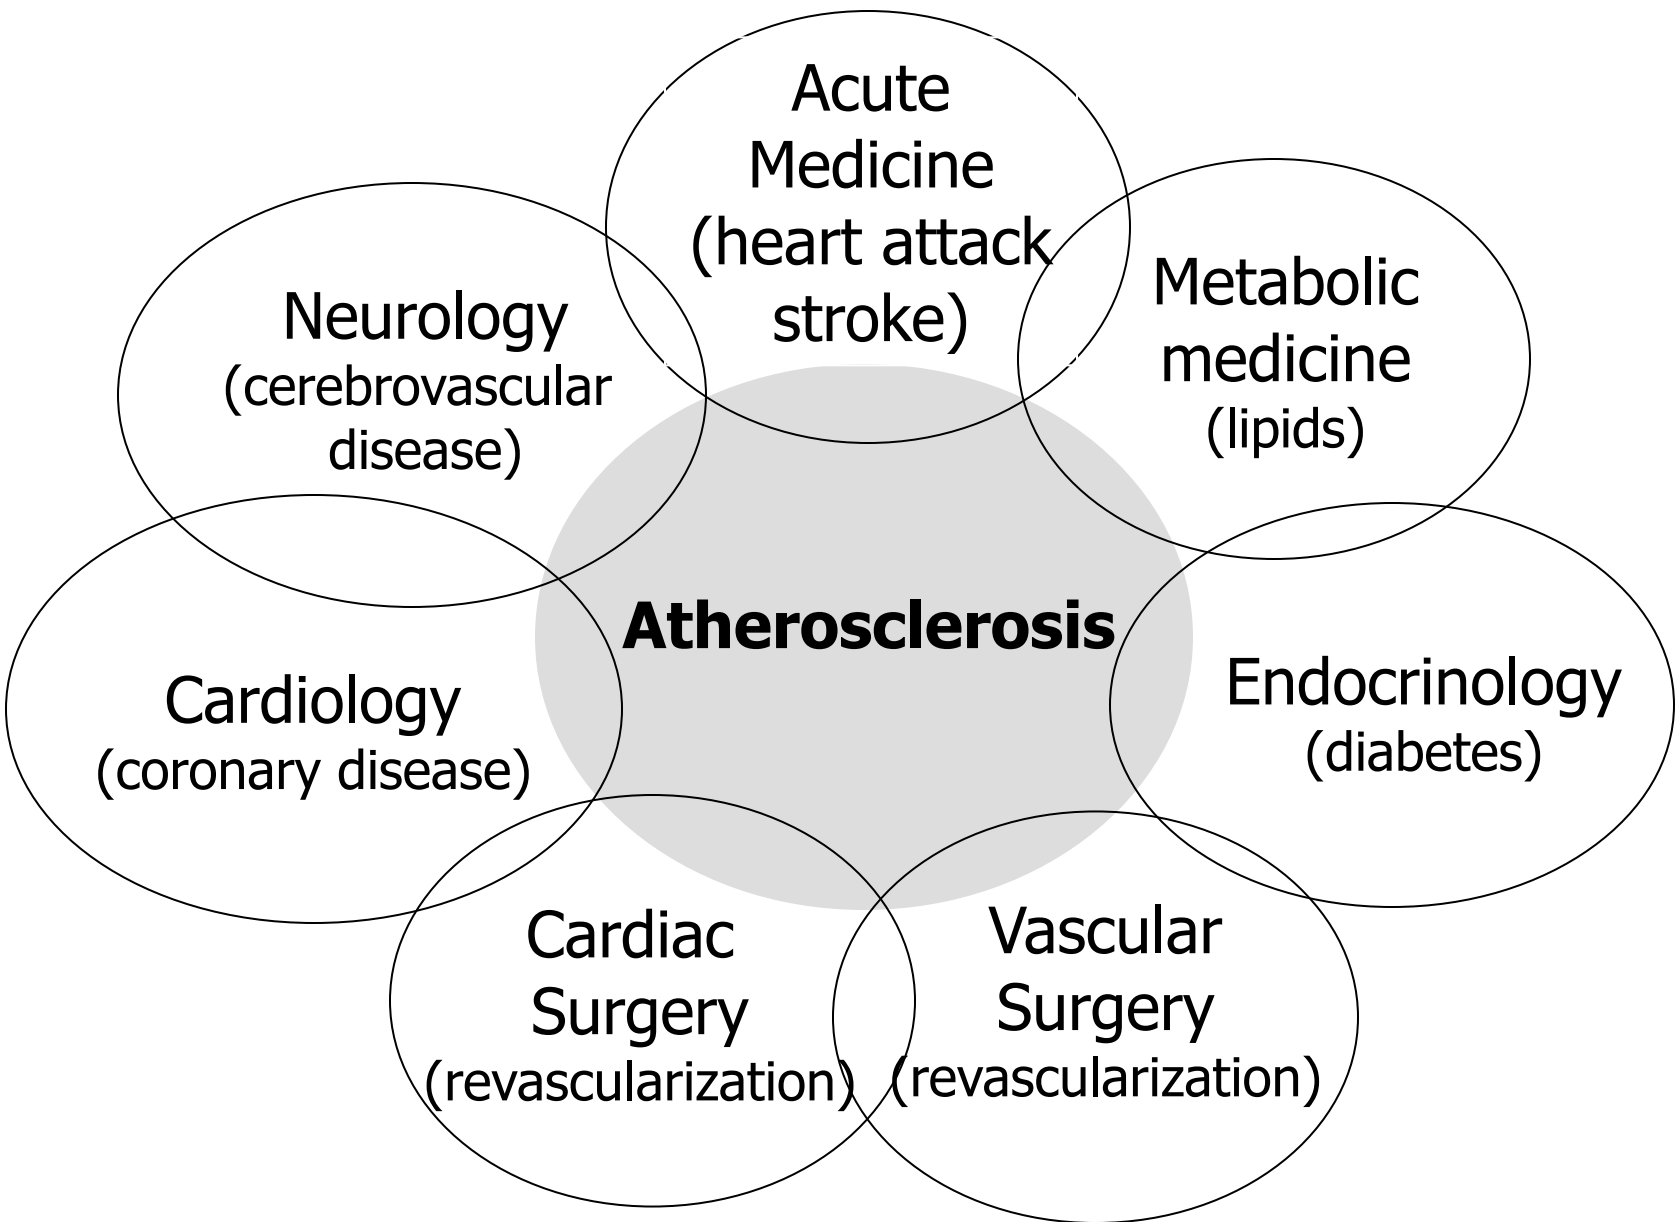 Acute
Medicine
(heart attack
stroke)
Metabolic
medicine
(lipids)
Neurology
(cerebrovascular
disease)
Atherosclerosis
Endocrinology
(diabetes)
Cardiology
(coronary disease)
Cardiac
Surgery
(revascularization)
Vascular
Surgery
(revascularization)